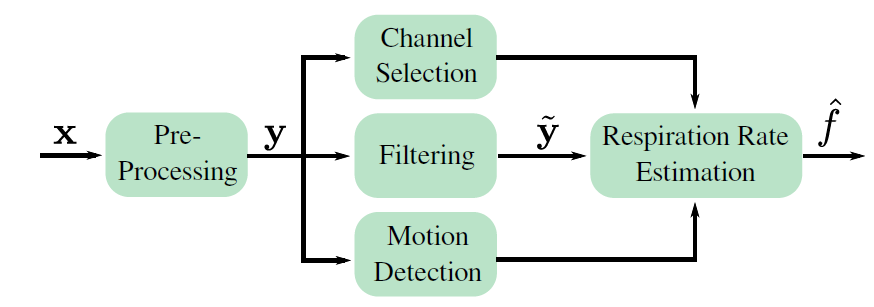 Channel
Selection
x
Pre-
Processing
y
Filtering
ỹ
Respiration Rate
Estimation
f̂
Motion
Detection